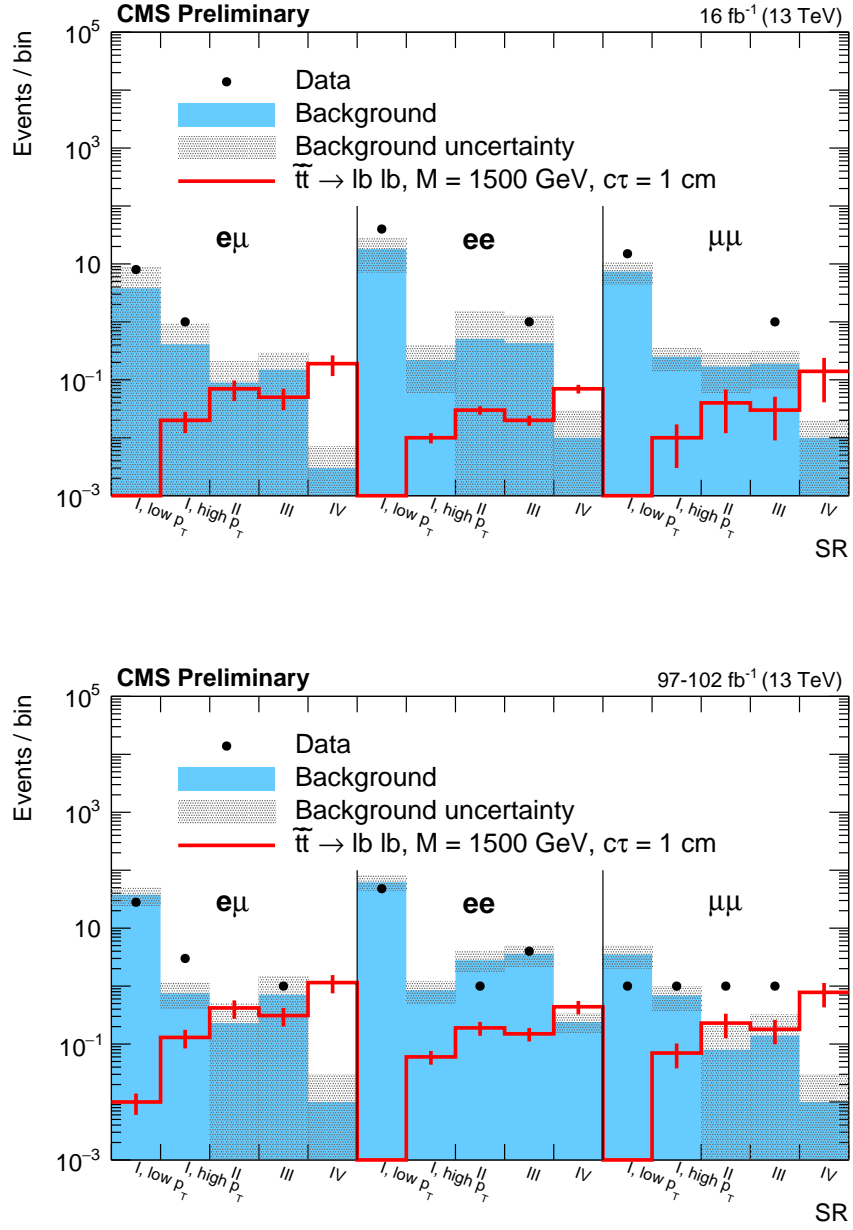 CMS Preliminary 16 fb⁻¹ (13 TeV)
Events / bin
10⁵
10³
10
10⁻¹
10⁻³
Data
Background
Background uncertainty
t̃t̃ → lb lb, M = 1500 GeV, cτ = 1 cm
eμ ee μμ
I, low p_T I, high p_T II III IV I, low p_T I, high p_T II III IV I, low p_T I, high p_T II III IV
SR
CMS Preliminary 97-102 fb⁻¹ (13 TeV)
Events / bin
10⁵
10³
10
10⁻¹
10⁻³
Data
Background
Background uncertainty
t̃t̃ → lb lb, M = 1500 GeV, cτ = 1 cm
eμ ee μμ
I, low p_T I, high p_T II III IV I, low p_T I, high p_T II III IV I, low p_T I, high p_T II III IV
SR